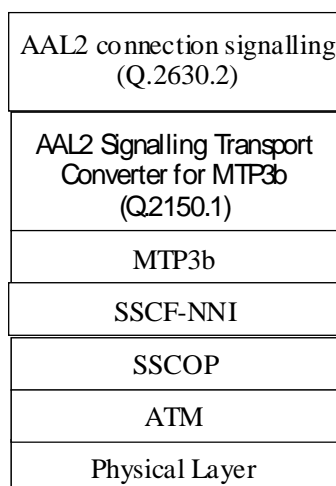 AAL2 connection signalling
(Q.2630.2)
AAL2 Signalling Transport
Converter for MTP3b
(Q.2150.1)
MTP3b
SSCF-NNI
SSCOP
ATM
Physical Layer